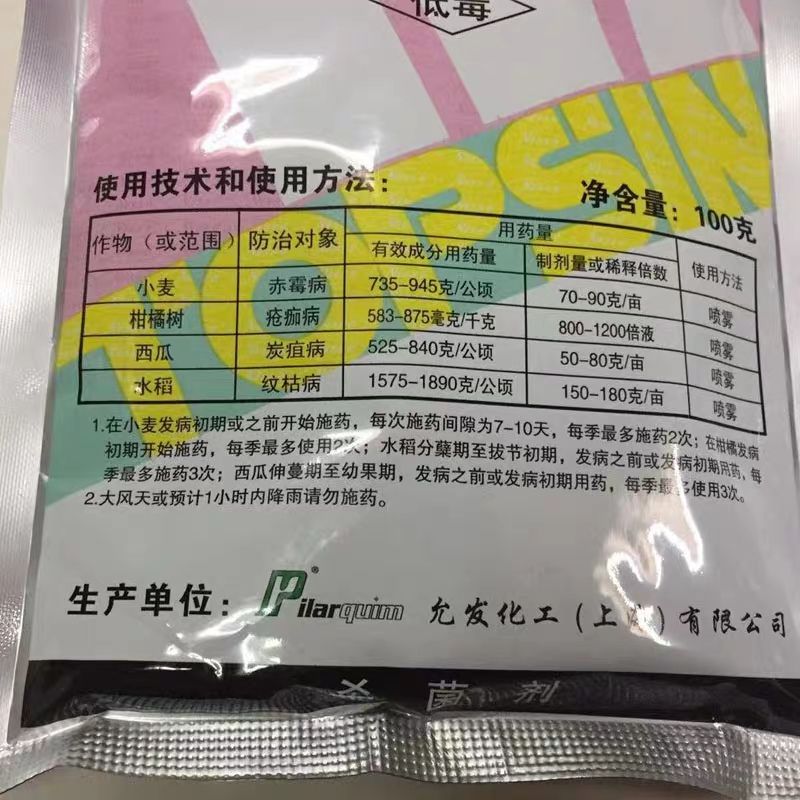 低毒
TOPSIN
使用技术和使用方法：
净含量：100克
作物（或范围） 防治对象 用药量 使用方法
有效成分用药量 制剂量或稀释倍数
小麦 赤霉病 735-945克/公顷 70-90克/亩 喷雾
柑橘树 疮痂病 583-875毫克/千克 800-1200倍液 喷雾
西瓜 炭疽病 525-840克/公顷 50-80克/亩 喷雾
水稻 纹枯病 1575-1890克/公顷 150-180克/亩 喷雾
1.在小麦发病初期或之前开始施药，每次施药间隙为7-10天，每季最多施药2次；在柑橘发病
初期开始施药，每季最多使用2次；水稻分蘖期至拔节初期，发病之前或发病初期用药，每
季最多施药3次；西瓜伸蔓期至幼果期，发病之前或发病初期用药，每季最多使用3次。
2.大风天或预计1小时内降雨请勿施药。
生产单位： Pilarquim® 允发化工（上海）有限公司
杀菌剂